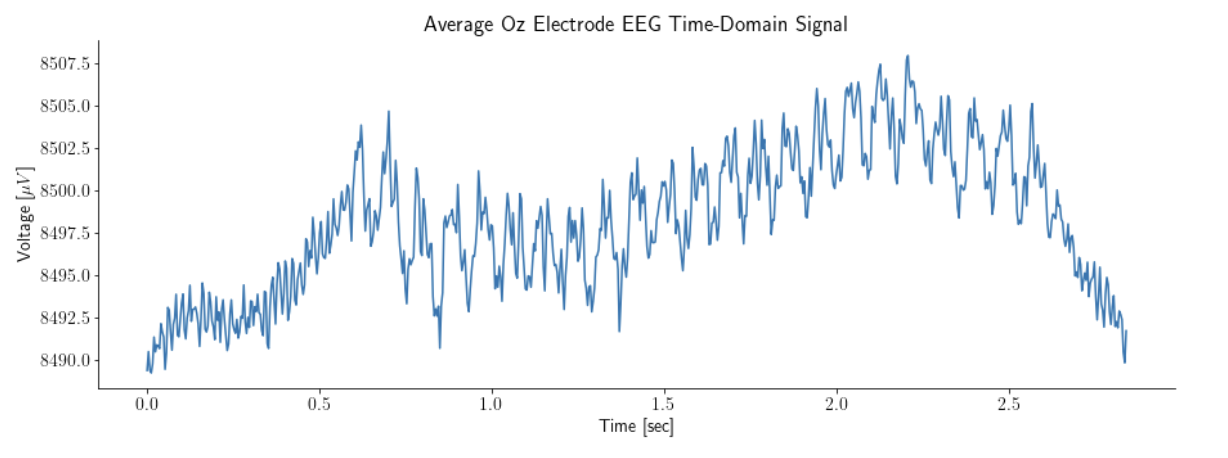 Average Oz Electrode EEG Time-Domain Signal
Voltage [μV]
8507.5
8505.0
8502.5
8500.0
8497.5
8495.0
8492.5
8490.0
0.0 0.5 1.0 1.5 2.0 2.5
Time [sec]